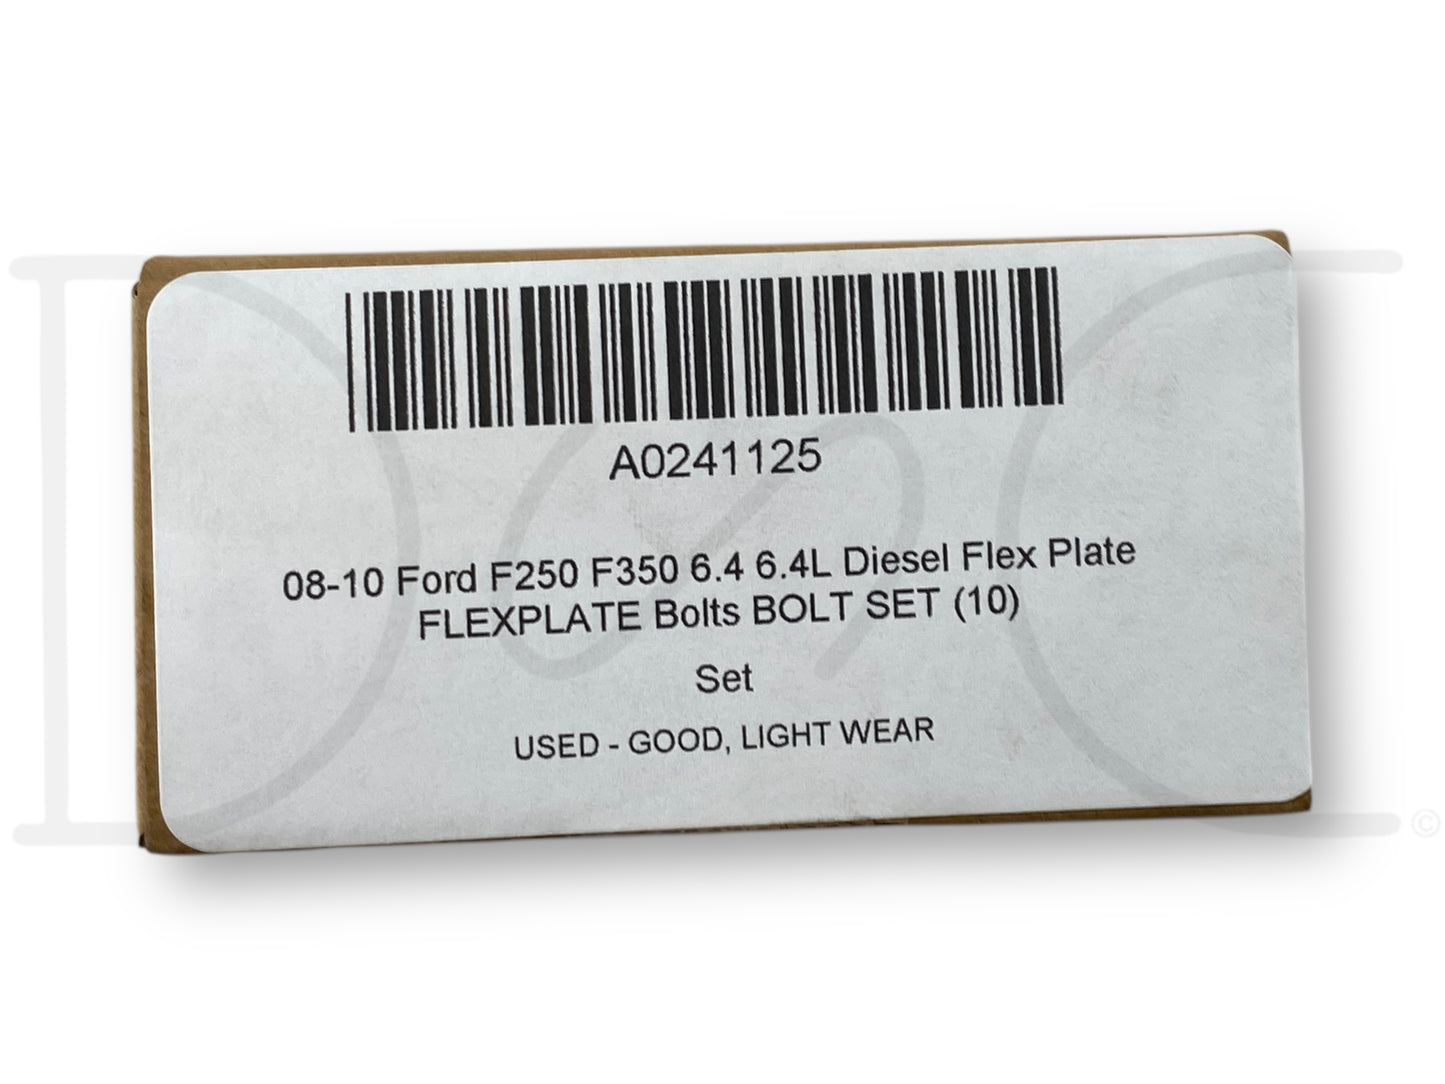 A0241125
08-10 Ford F250 F350 6.4 6.4L Diesel Flex Plate
FLEXPLATE Bolts BOLT SET (10)
Set
USED - GOOD, LIGHT WEAR
©